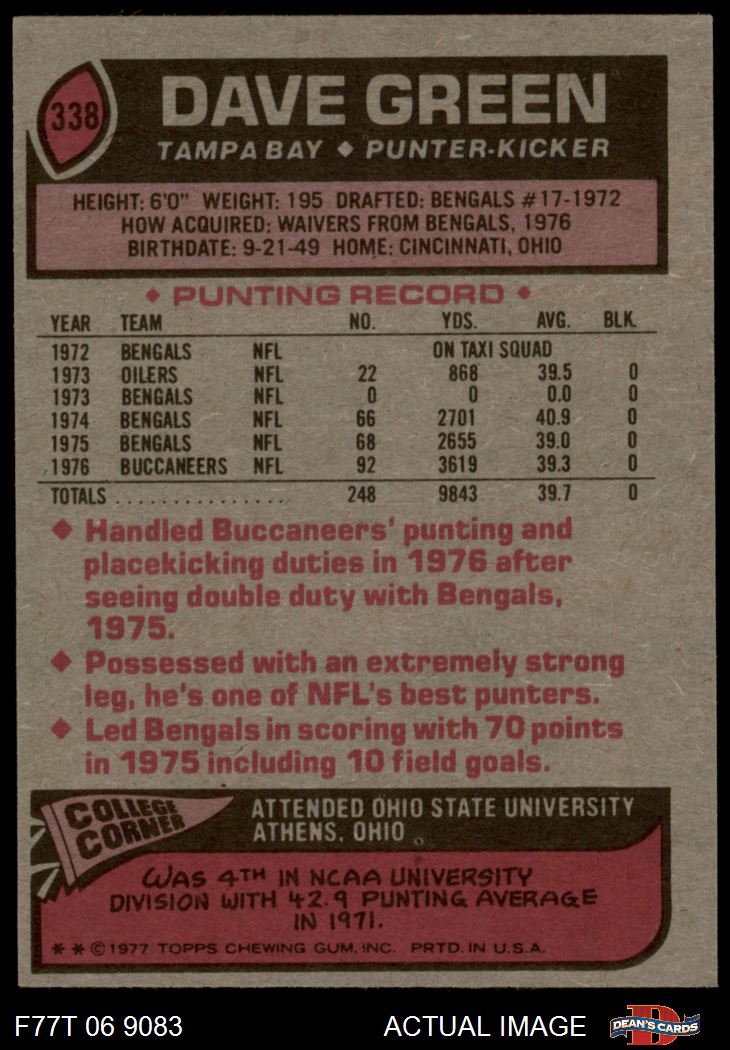 338
DAVE GREEN
TAMPA BAY ◆ PUNTER-KICKER
HEIGHT: 6'0" WEIGHT: 195 DRAFTED: BENGALS #17-1972
HOW ACQUIRED: WAIVERS FROM BENGALS, 1976
BIRTHDATE: 9-21-49 HOME: CINCINNATI, OHIO
◆ PUNTING RECORD ◆
YEAR TEAM NO. YDS. AVG. BLK.
1972 BENGALS NFL ON TAXI SQUAD
1973 OILERS NFL 22 868 39.5 0
1973 BENGALS NFL 0 0 0.0 0
1974 BENGALS NFL 66 2701 40.9 0
1975 BENGALS NFL 68 2655 39.0 0
1976 BUCCANEERS NFL 92 3619 39.3 0
TOTALS ................ 248 9843 39.7 0
◆ Handled Buccaneers' punting and
placekicking duties in 1976 after
seeing double duty with Bengals,
1975.
◆ Possessed with an extremely strong
leg, he's one of NFL's best punters.
◆ Led Bengals in scoring with 70 points
in 1975 including 10 field goals.
COLLEGE
CORNER
ATTENDED OHIO STATE UNIVERSITY
ATHENS, OHIO
WAS 4TH IN NCAA UNIVERSITY
DIVISION WITH 42.9 PUNTING AVERAGE
IN 1971.
** © 1977 TOPPS CHEWING GUM, INC. PRTD. IN U.S.A.
F77T 06 9083 ACTUAL IMAGE
D
DEAN'S CARDS